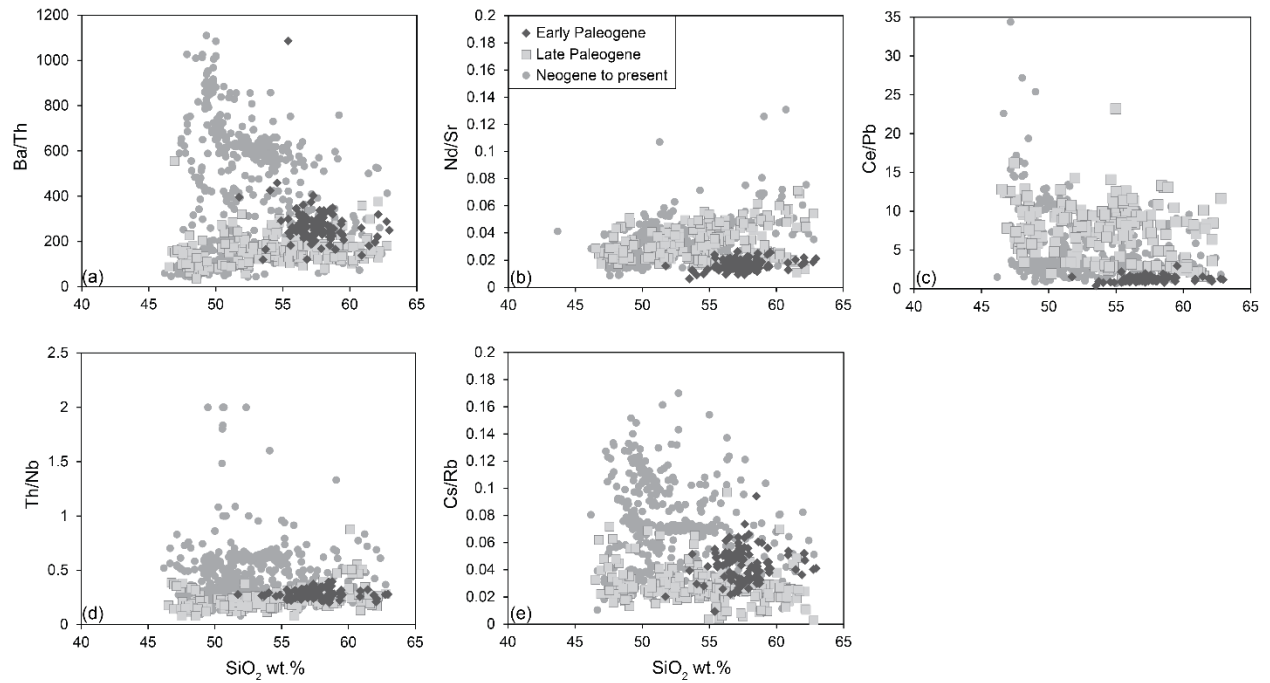 1200
1000
800
600
400
200
0
Ba/Th
(a)
40 45 50 55 60 65
0.2
0.18
0.16
0.14
0.12
0.1
0.08
0.06
0.04
0.02
0
Nd/Sr
Early Paleogene
Late Paleogene
Neogene to present
(b)
40 45 50 55 60 65
35
30
25
20
15
10
5
0
Ce/Pb
(c)
40 45 50 55 60 65
2.5
2
1.5
1
0.5
0
Th/Nb
(d)
40 45 50 55 60 65
SiO₂ wt.%
0.2
0.18
0.16
0.14
0.12
0.1
0.08
0.06
0.04
0.02
0
Cs/Rb
(e)
40 45 50 55 60 65
SiO₂ wt.%